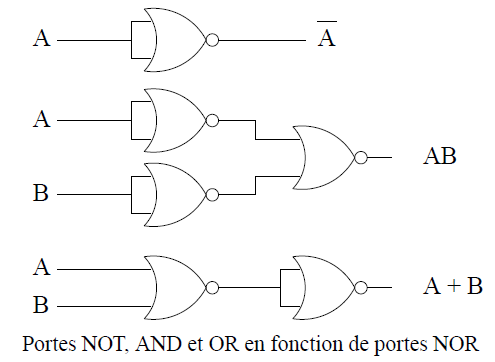 A A̅
A
AB
B
A
A + B
B
Portes NOT, AND et OR en fonction de portes NOR